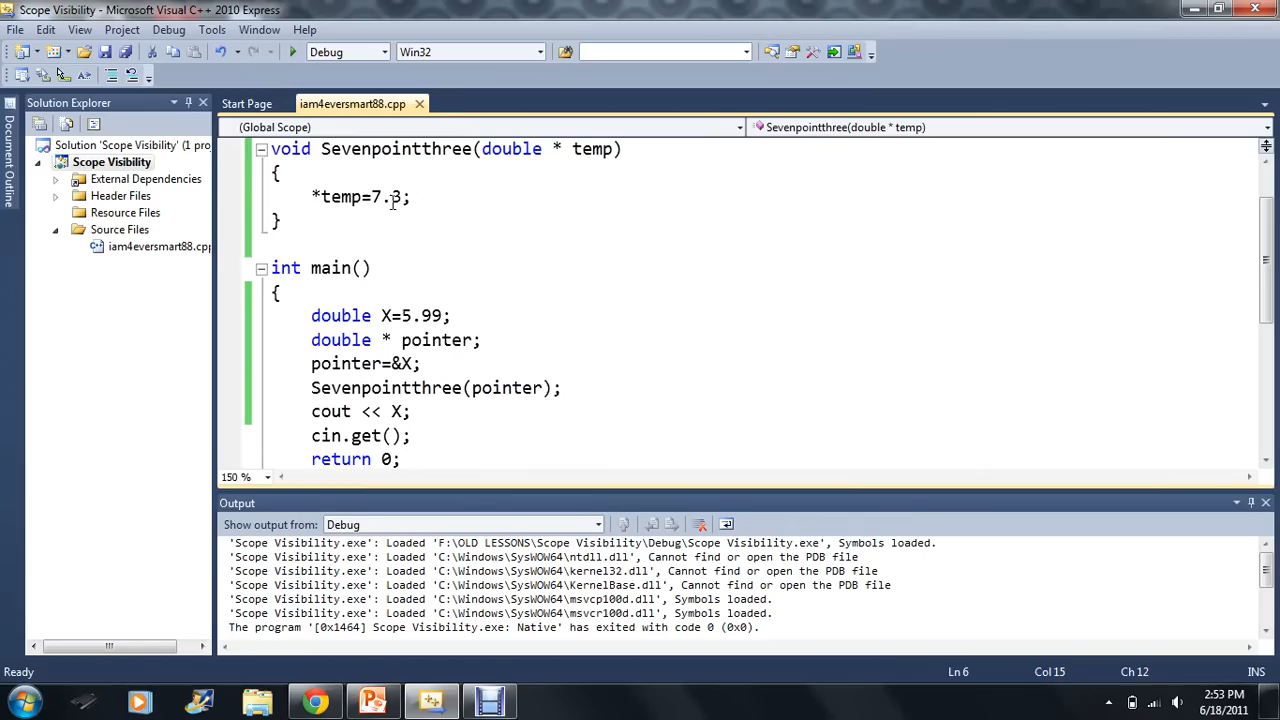 Scope Visibility - Microsoft Visual C++ 2010 Express
File Edit View Project Debug Tools Window Help
Debug Win32
Solution Explorer
Start Page iam4eversmart88.cpp
(Global Scope) Sevenpointthree(double * temp)
Document Outline
Solution 'Scope Visibility' (1 project)
Scope Visibility
External Dependencies
Header Files
Resource Files
Source Files
iam4eversmart88.cpp
void Sevenpointthree(double * temp)
{
*temp=7.3;
}
int main()
{
double X=5.99;
double * pointer;
pointer=&X;
Sevenpointthree(pointer);
cout << X;
cin.get();
return 0;
150 %
Output
Show output from: Debug
'Scope Visibility.exe': Loaded 'F:\OLD LESSONS\Scope Visibility\Debug\Scope Visibility.exe', Symbols loaded.
'Scope Visibility.exe': Loaded 'C:\Windows\SysWOW64\ntdll.dll', Cannot find or open the PDB file
'Scope Visibility.exe': Loaded 'C:\Windows\SysWOW64\kernel32.dll', Cannot find or open the PDB file
'Scope Visibility.exe': Loaded 'C:\Windows\SysWOW64\KernelBase.dll', Cannot find or open the PDB file
'Scope Visibility.exe': Loaded 'C:\Windows\SysWOW64\msvcp100d.dll', Symbols loaded.
'Scope Visibility.exe': Loaded 'C:\Windows\SysWOW64\msvcr100d.dll', Symbols loaded.
The program '[0x1464] Scope Visibility.exe: Native' has exited with code 0 (0x0).
Ready Ln 6 Col 15 Ch 12 INS
2:53 PM
6/18/2011